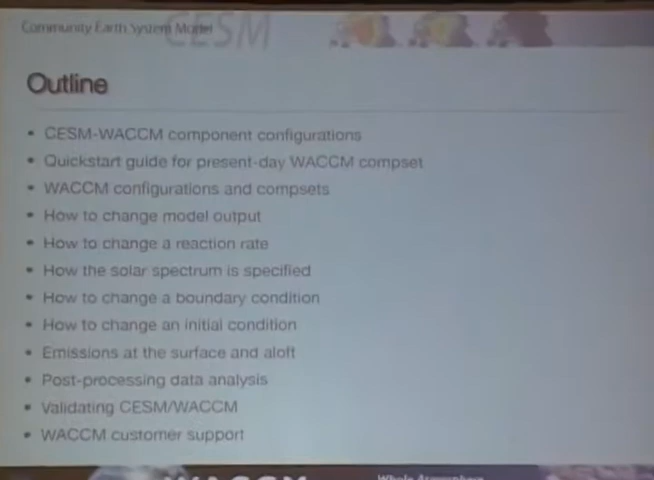 Community Earth System Model
CESM
Outline
• CESM-WACCM component configurations
• Quickstart guide for present-day WACCM compset
• WACCM configurations and compsets
• How to change model output
• How to change a reaction rate
• How the solar spectrum is specified
• How to change a boundary condition
• How to change an initial condition
• Emissions at the surface and aloft
• Post-processing data analysis
• Validating CESM/WACCM
• WACCM customer support
Whole Atmosphere